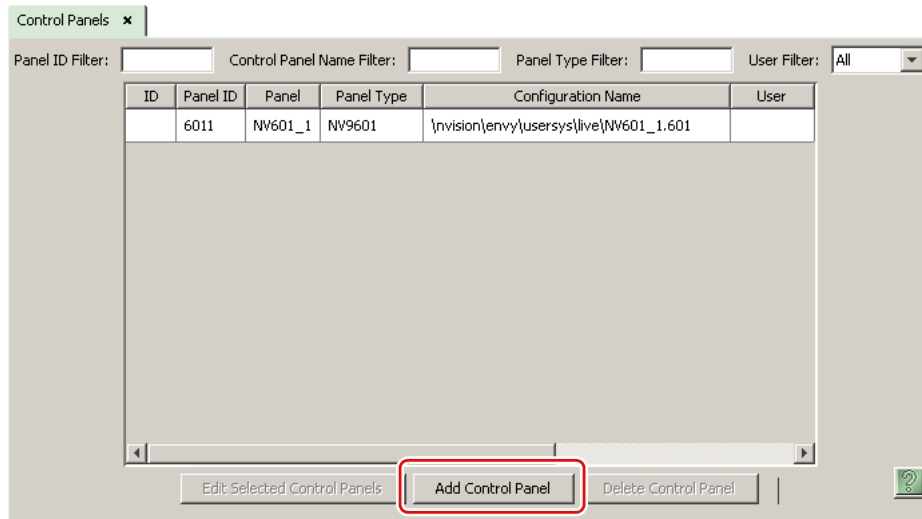 Control Panels ×
Panel ID Filter: Control Panel Name Filter: Panel Type Filter: User Filter: All
ID Panel ID Panel Panel Type Configuration Name User
6011 NV601_1 NV9601 \nvision\envy\usersys\live\NV601_1.601
Edit Selected Control Panels Add Control Panel Delete Control Panel ?